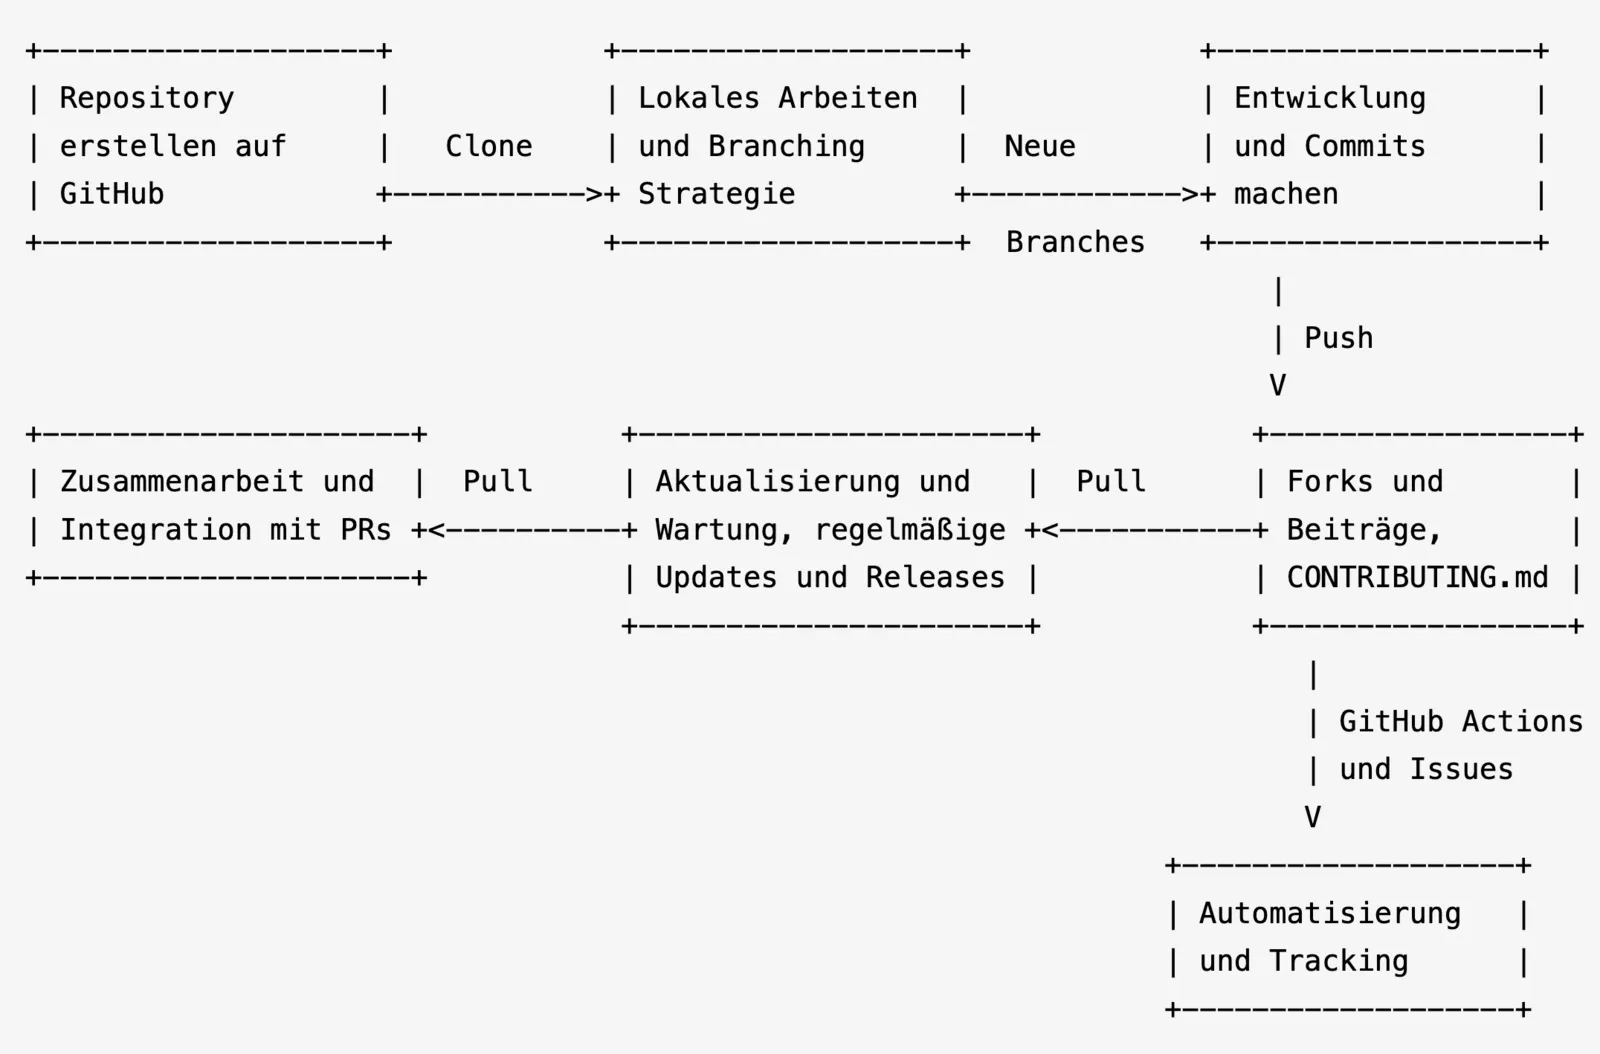 +-------------------+            +-------------------+             +------------------+
| Repository        |            | Lokales Arbeiten  |             | Entwicklung      |
| erstellen auf     |   Clone    | und Branching     |  Neue       | und Commits      |
| GitHub            +----------->+ Strategie         +------------>+ machen           |
+-------------------+            +-------------------+  Branches   +------------------+
|
| Push
V
+---------------------+           +----------------------+            +-----------------+
| Zusammenarbeit und  |  Pull     | Aktualisierung und   |  Pull      | Forks und       |
| Integration mit PRs +<----------+ Wartung, regelmäßige +<-----------+ Beiträge,       |
+---------------------+           | Updates und Releases |            | CONTRIBUTING.md |
+----------------------+            +-----------------+
|
| GitHub Actions
| und Issues
V
+-------------------+
| Automatisierung   |
| und Tracking      |
+-------------------+